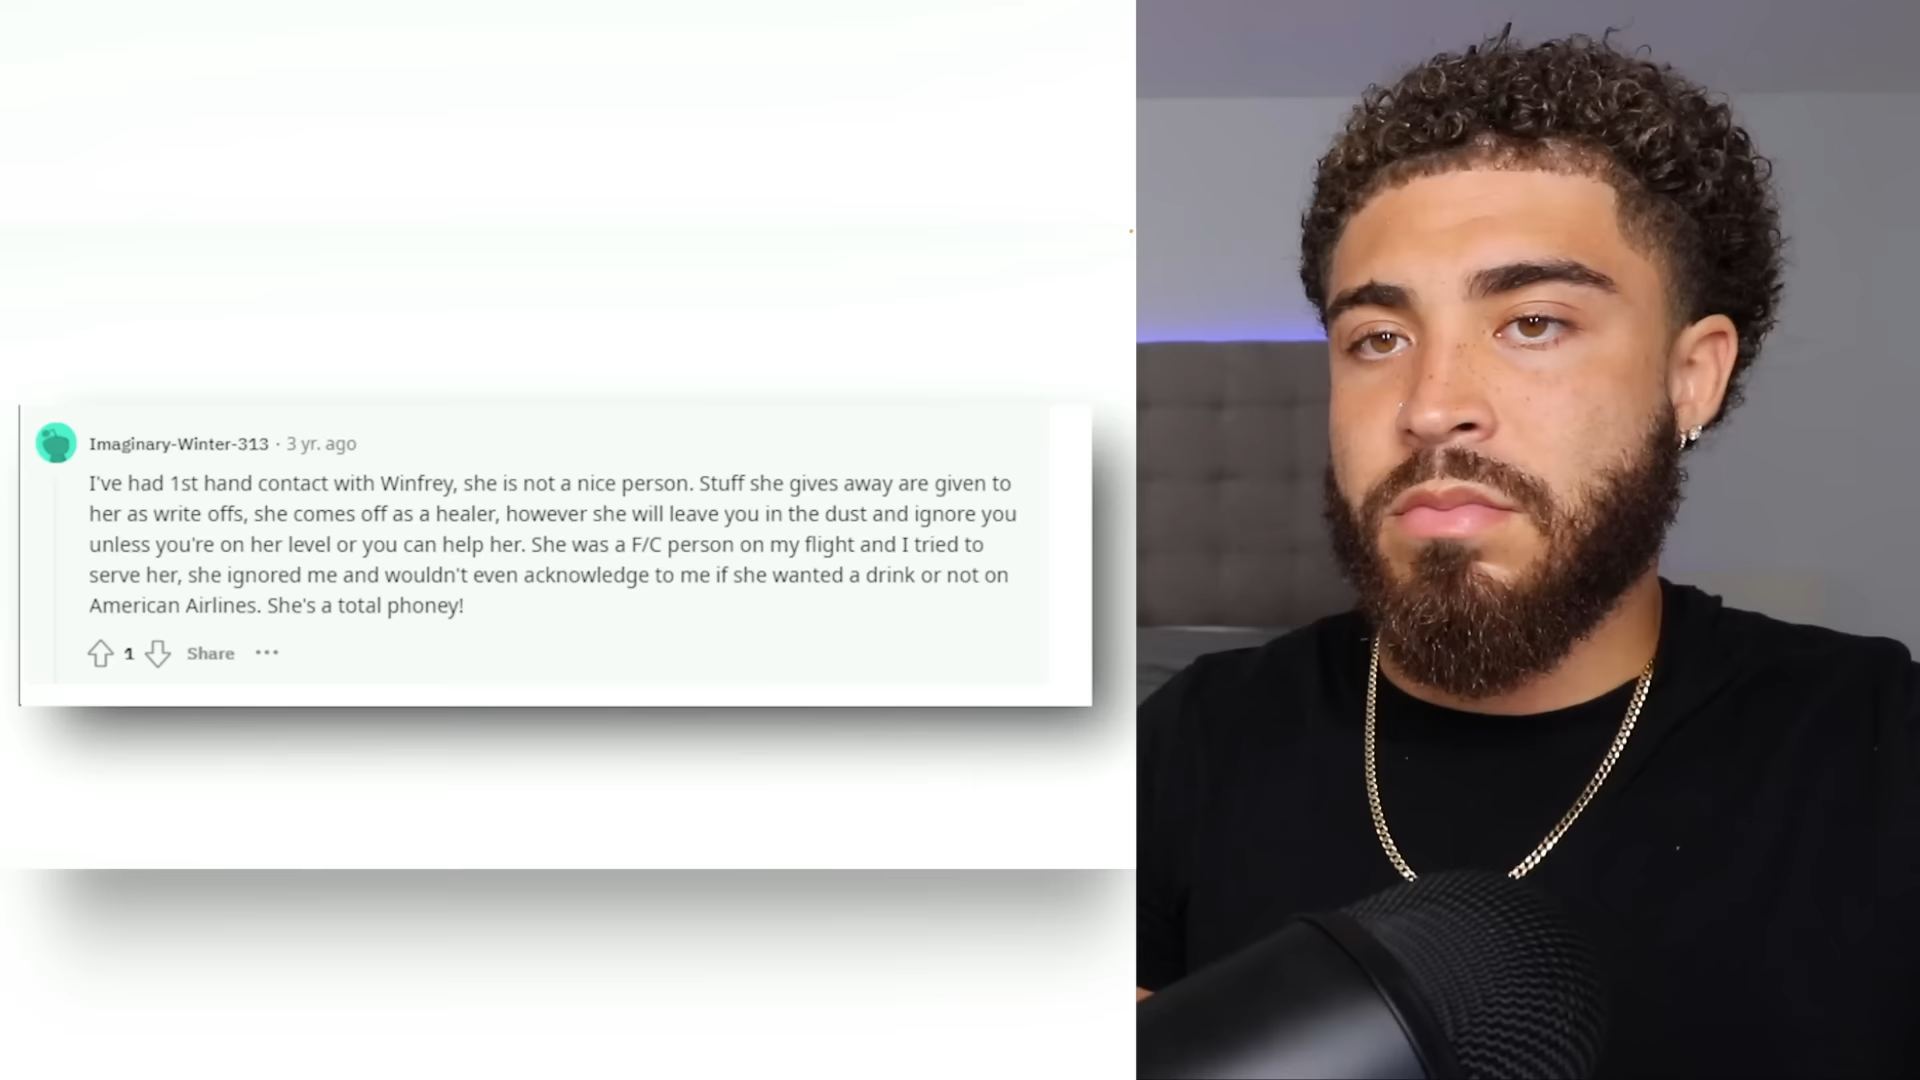 Imaginary-Winter-313 · 3 yr. ago
I've had 1st hand contact with Winfrey, she is not a nice person. Stuff she gives away are given to
her as write offs, she comes off as a healer, however she will leave you in the dust and ignore you
unless you're on her level or you can help her. She was a F/C person on my flight and I tried to
serve her, she ignored me and wouldn't even acknowledge to me if she wanted a drink or not on
American Airlines. She's a total phoney!
1 Share •••